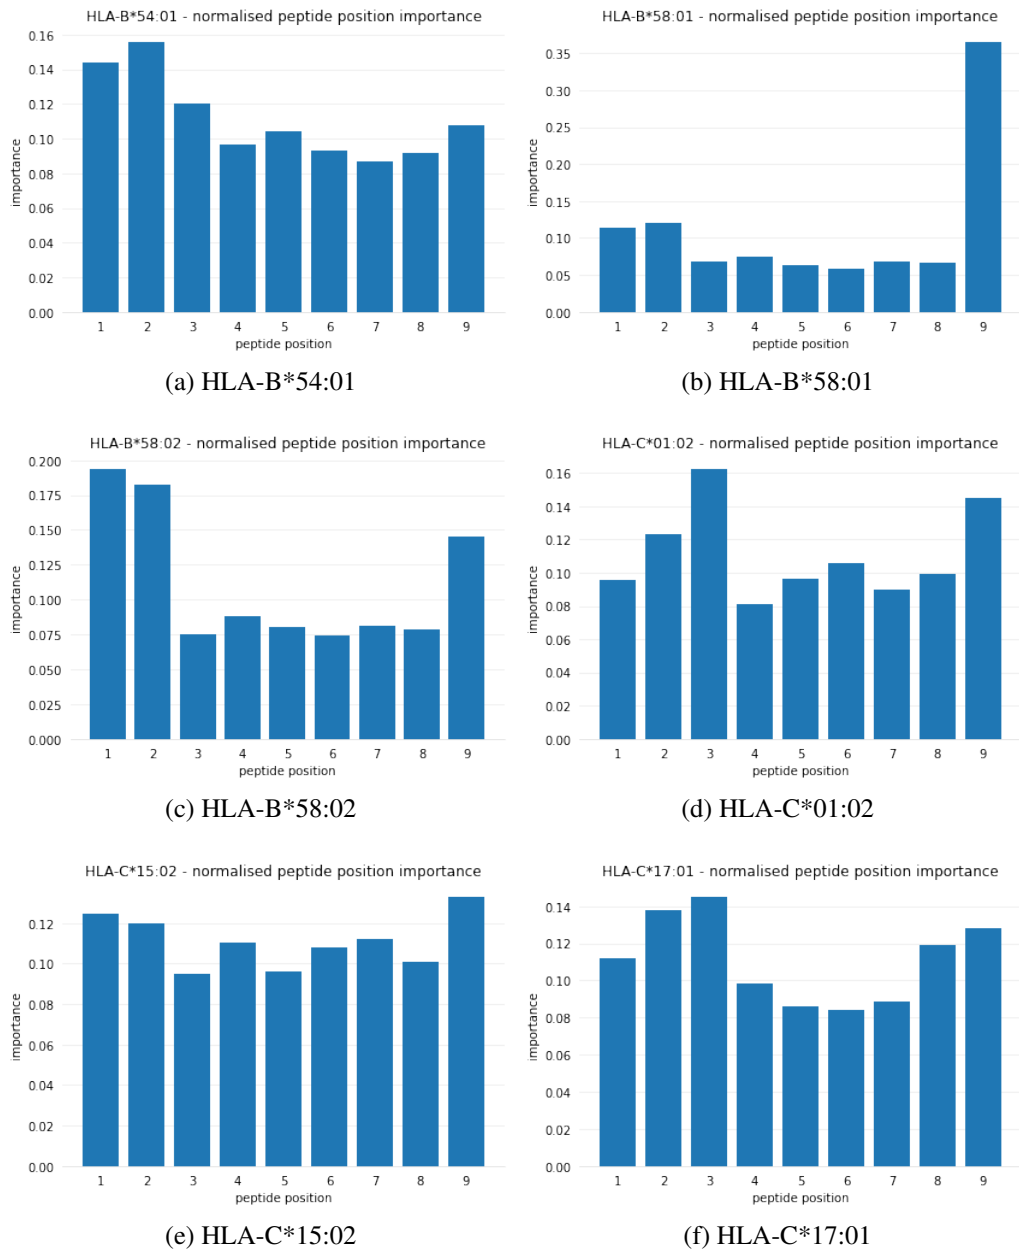 HLA-B*54:01 - normalised peptide position importance
0.16
0.14
0.12
0.10
0.08
0.06
0.04
0.02
0.00
importance
1 2 3 4 5 6 7 8 9
peptide position
(a) HLA-B*54:01
HLA-B*58:01 - normalised peptide position importance
0.35
0.30
0.25
0.20
0.15
0.10
0.05
0.00
importance
1 2 3 4 5 6 7 8 9
peptide position
(b) HLA-B*58:01
HLA-B*58:02 - normalised peptide position importance
0.200
0.175
0.150
0.125
0.100
0.075
0.050
0.025
0.000
importance
1 2 3 4 5 6 7 8 9
peptide position
(c) HLA-B*58:02
HLA-C*01:02 - normalised peptide position importance
0.16
0.14
0.12
0.10
0.08
0.06
0.04
0.02
0.00
importance
1 2 3 4 5 6 7 8 9
peptide position
(d) HLA-C*01:02
HLA-C*15:02 - normalised peptide position importance
0.12
0.10
0.08
0.06
0.04
0.02
0.00
importance
1 2 3 4 5 6 7 8 9
peptide position
(e) HLA-C*15:02
HLA-C*17:01 - normalised peptide position importance
0.14
0.12
0.10
0.08
0.06
0.04
0.02
0.00
importance
1 2 3 4 5 6 7 8 9
peptide position
(f) HLA-C*17:01